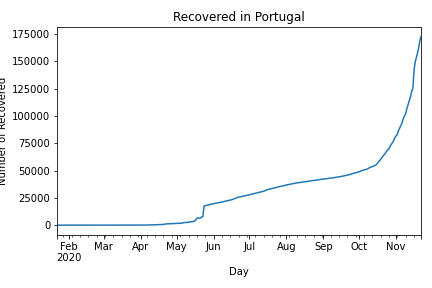 Recovered in Portugal
175000
150000
125000
100000
75000
50000
25000
0
Number of Recovered
Feb Mar Apr May Jun Jul Aug Sep Oct Nov
2020
Day